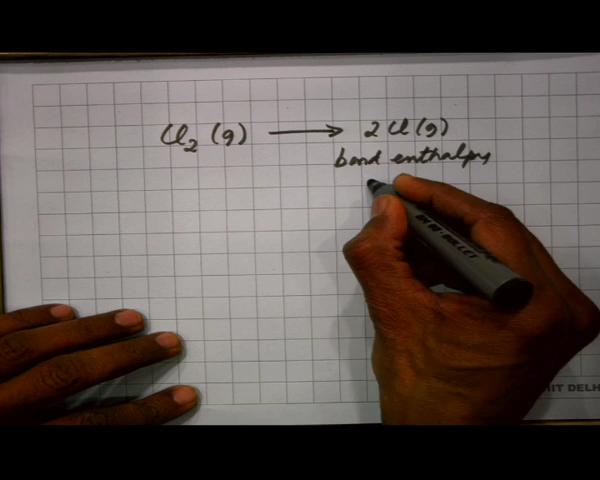 Cl₂ (g) ⟶ 2 Cl (g)
bond enthalpy